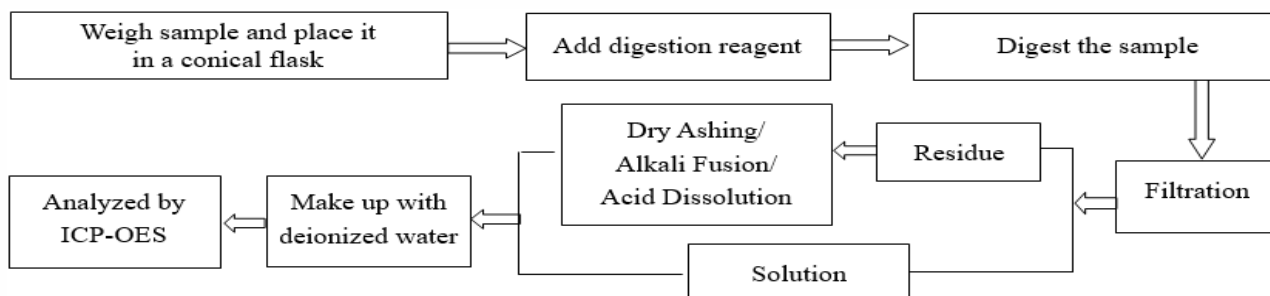 Weigh sample and place it
in a conical flask
Add digestion reagent
Digest the sample
Filtration
Residue
Dry Ashing/
Alkali Fusion/
Acid Dissolution
Solution
Make up with
deionized water
Analyzed by
ICP-OES